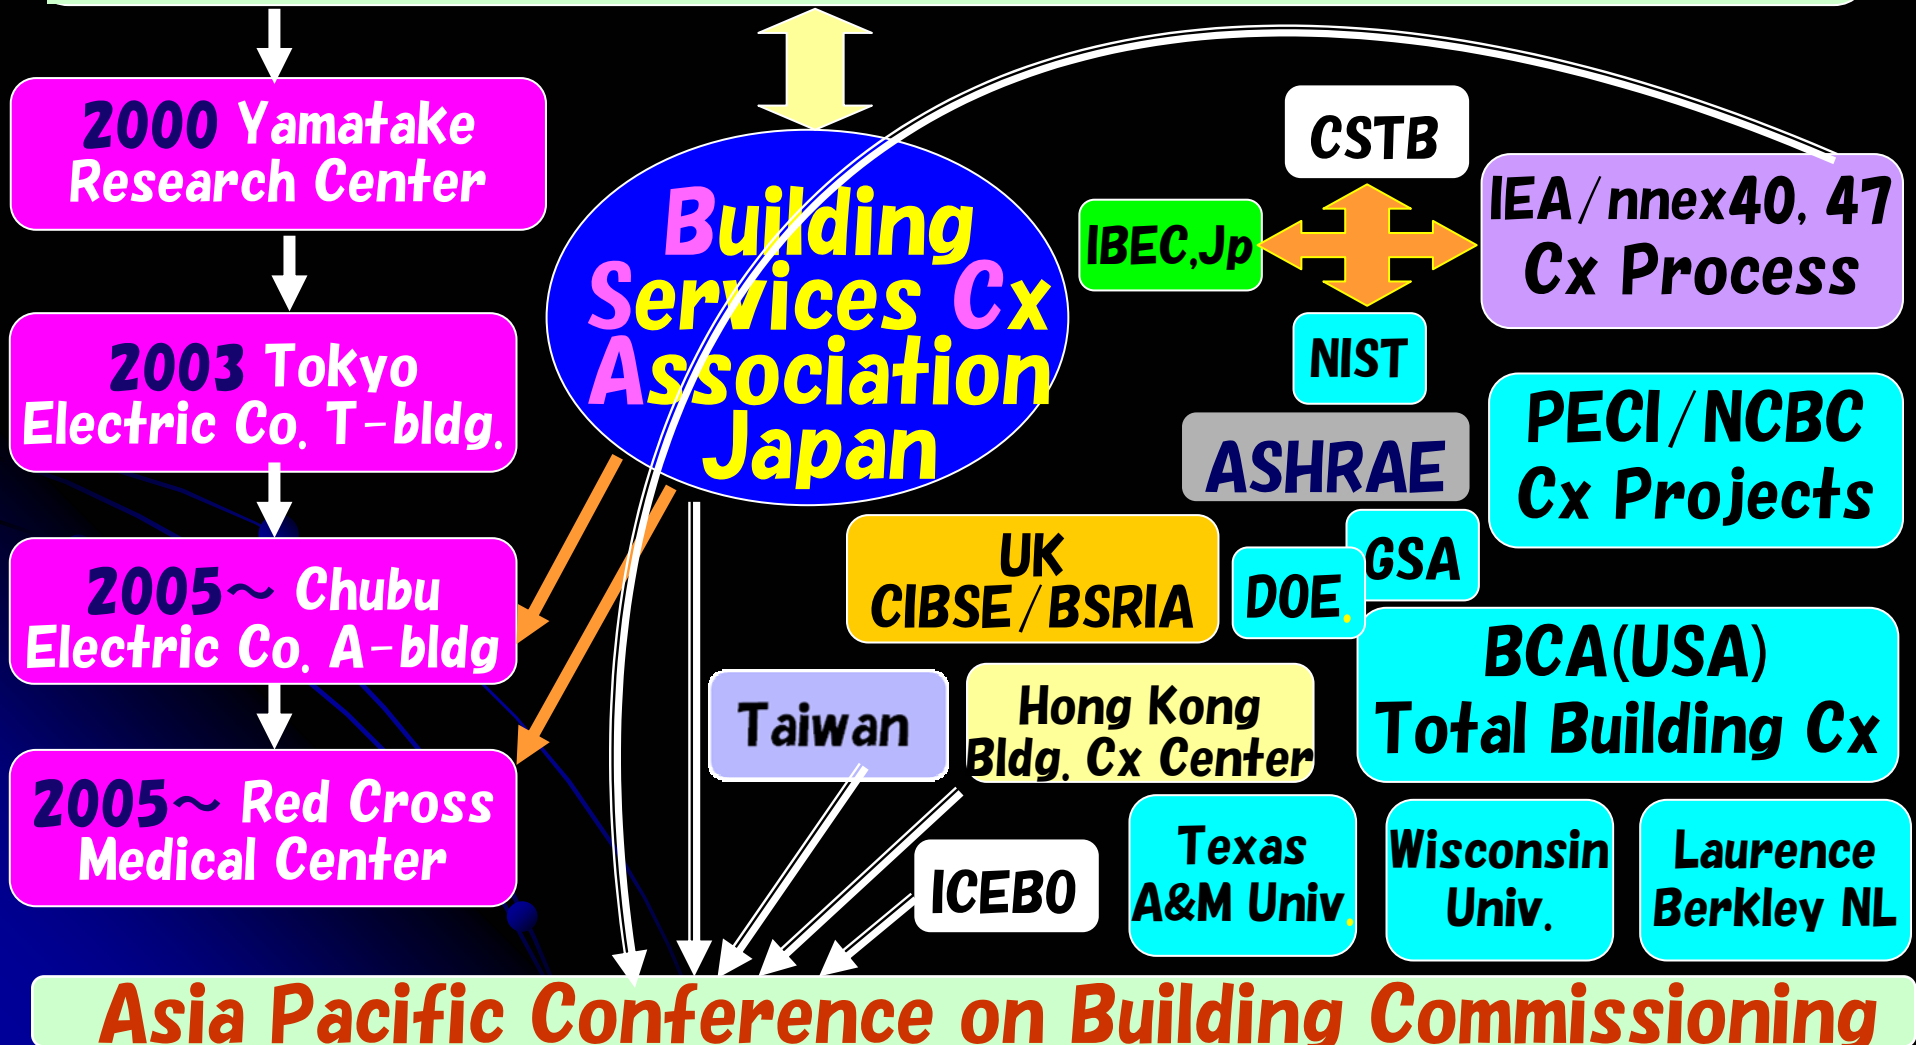 2000 Yamatake
Research Center
2003 Tokyo
Electric Co. T-bldg.
2005～ Chubu
Electric Co. A-bldg
2005～ Red Cross
Medical Center
Building
Services Cx
Association
Japan
CSTB
IBEC,Jp
IEA/nnex40, 47
Cx Process
NIST
ASHRAE
PECI/NCBC
Cx Projects
UK
CIBSE/BSRIA
DOE.
GSA
BCA(USA)
Total Building Cx
Taiwan
Hong Kong
Bldg. Cx Center
ICEBO
Texas
A&M Univ.
Wisconsin
Univ.
Laurence
Berkley NL
Asia Pacific Conference on Building Commissioning